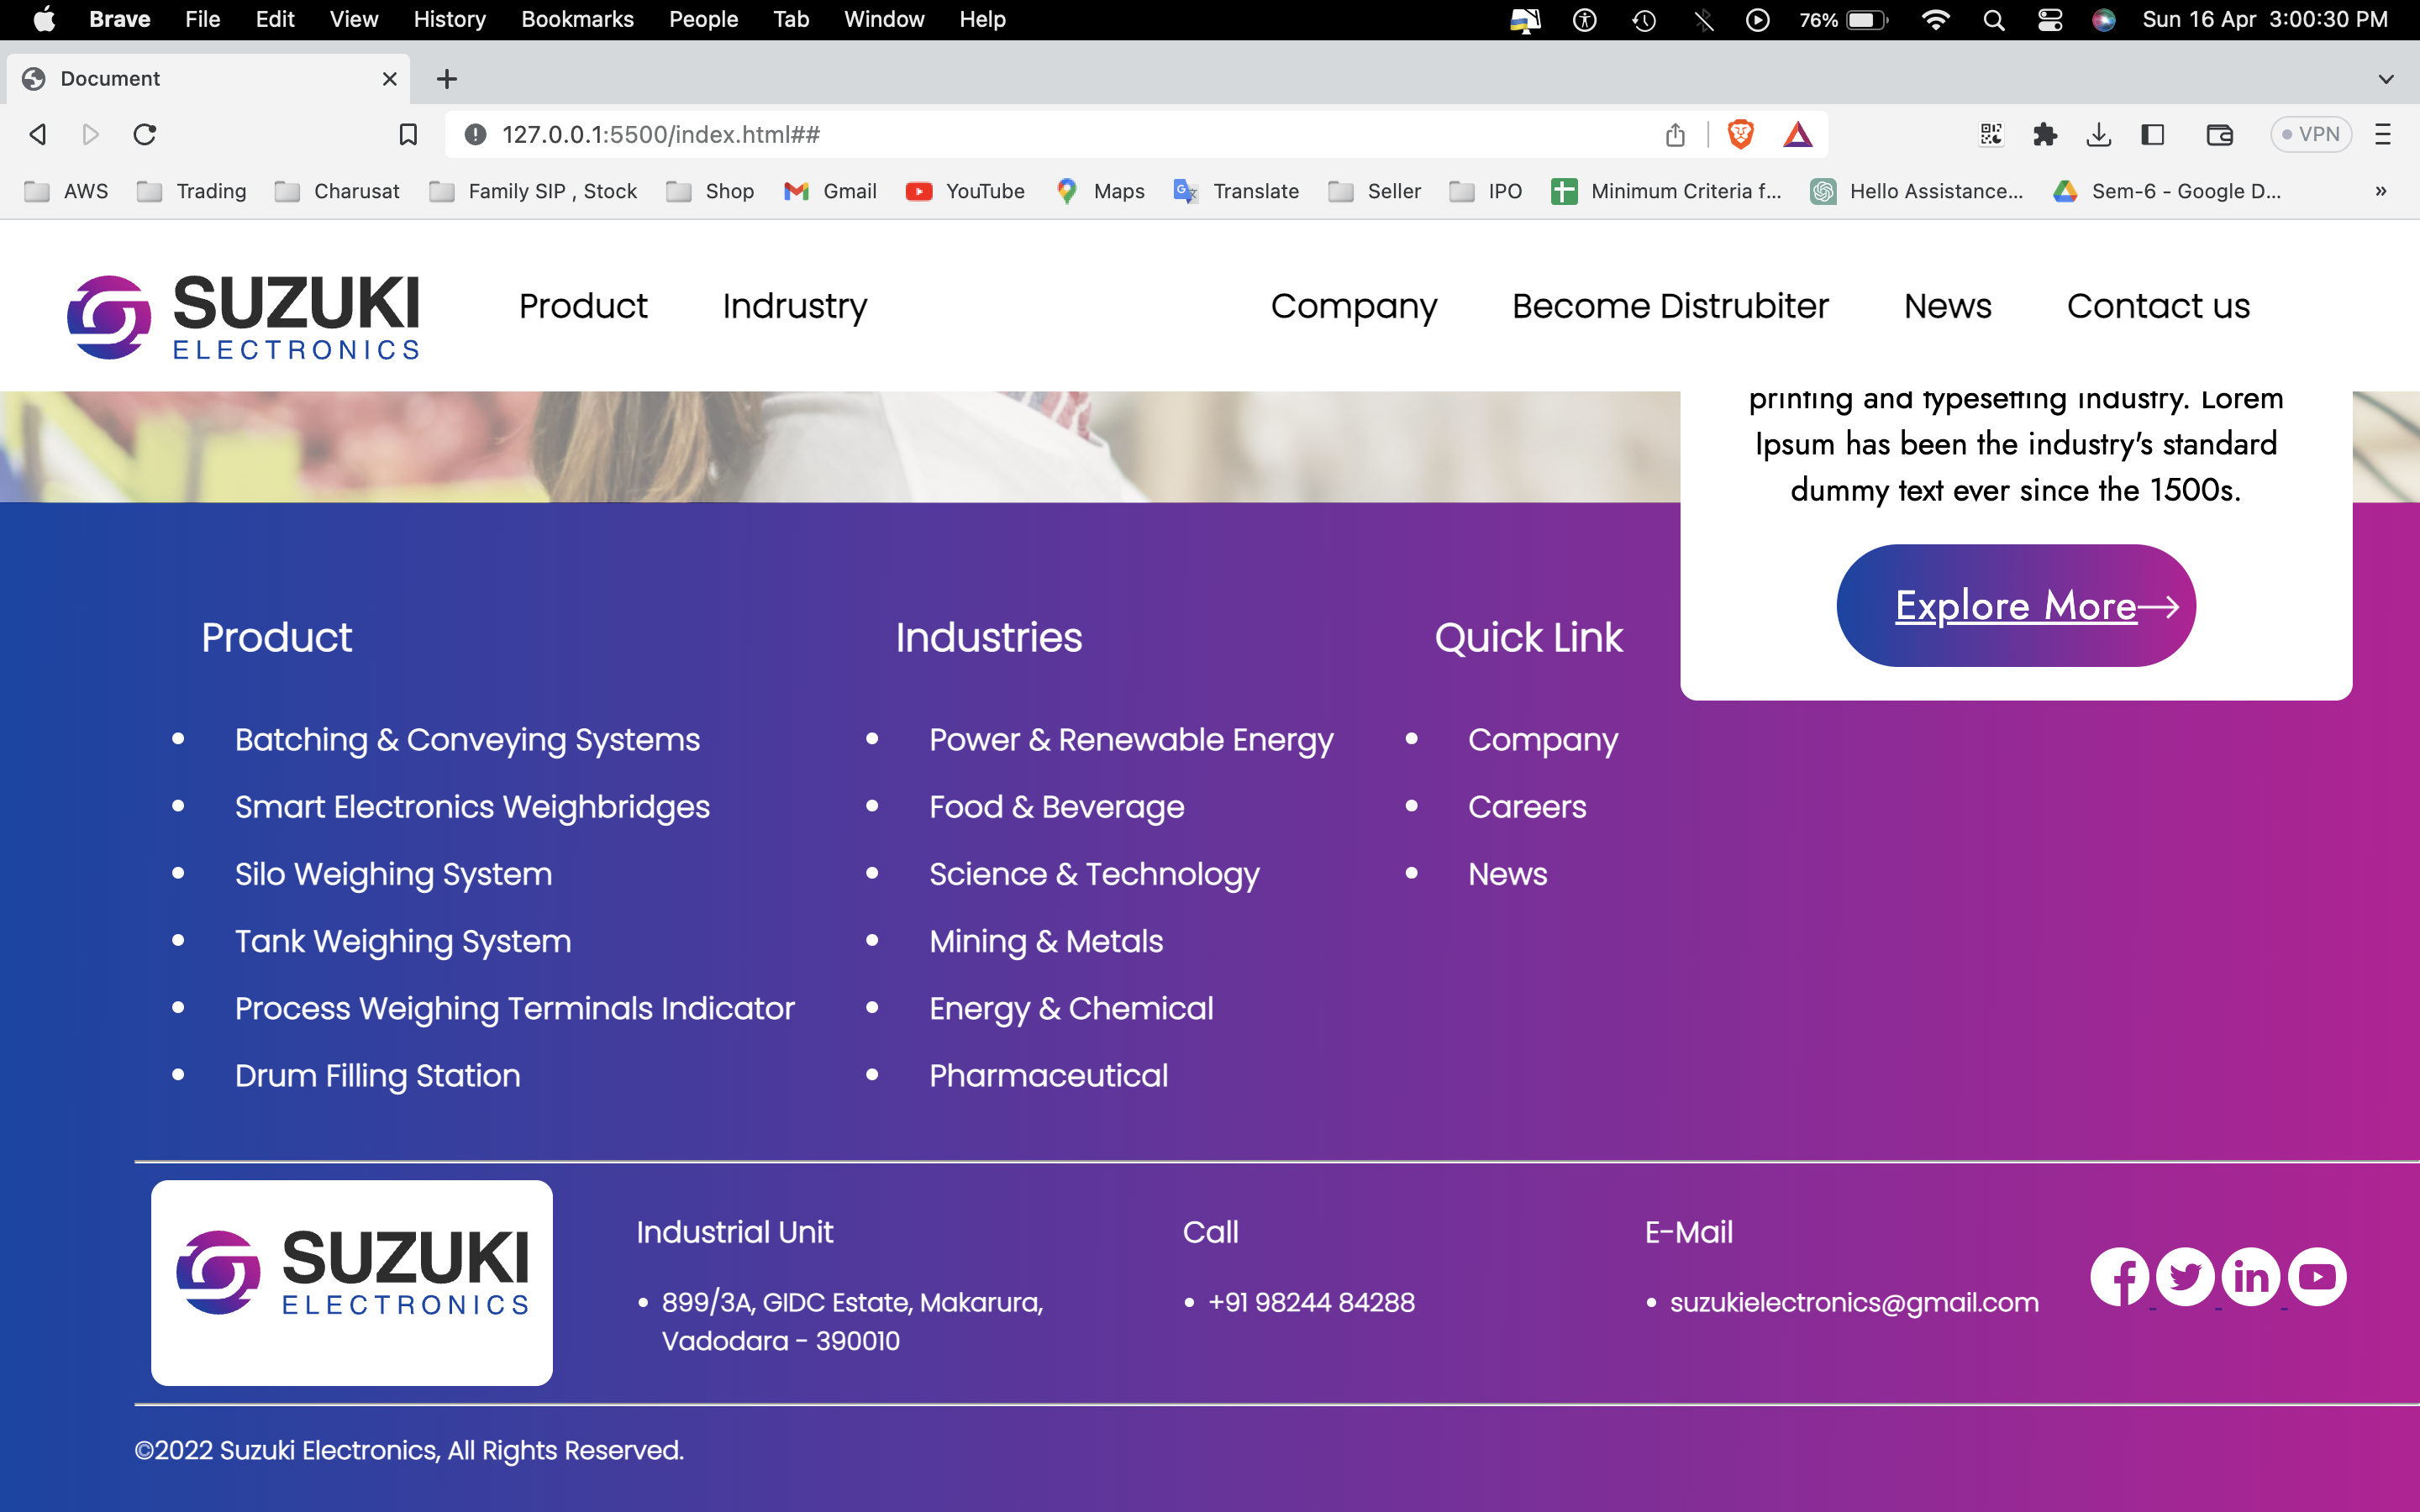 Brave File Edit View History Bookmarks People Tab Window Help 76% Sun 16 Apr 3:00:30 PM
Document
127.0.0.1:5500/index.html## VPN
AWS Trading Charusat Family SIP , Stock Shop Gmail YouTube Maps Translate Seller IPO Minimum Criteria f... Hello Assistance... Sem-6 - Google D... »
SUZUKI
ELECTRONICS
Product Indrustry Company Become Distrubiter News Contact us
printing and typesetting industry. Lorem
Ipsum has been the industry's standard
dummy text ever since the 1500s.
Explore More
Product
Batching & Conveying Systems
Smart Electronics Weighbridges
Silo Weighing System
Tank Weighing System
Process Weighing Terminals Indicator
Drum Filling Station
Industries
Power & Renewable Energy
Food & Beverage
Science & Technology
Mining & Metals
Energy & Chemical
Pharmaceutical
Quick Link
Company
Careers
News
SUZUKI
ELECTRONICS
Industrial Unit
899/3A, GIDC Estate, Makarura,
Vadodara - 390010
Call
+91 98244 84288
E-Mail
suzukielectronics@gmail.com
©2022 Suzuki Electronics, All Rights Reserved.